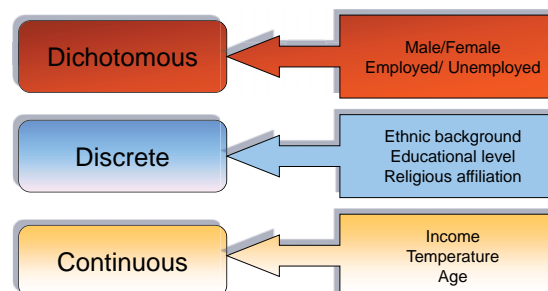 Dichotomous
Male/Female
Employed/ Unemployed
Discrete
Ethnic background
Educational level
Religious affiliation
Continuous
Income
Temperature
Age